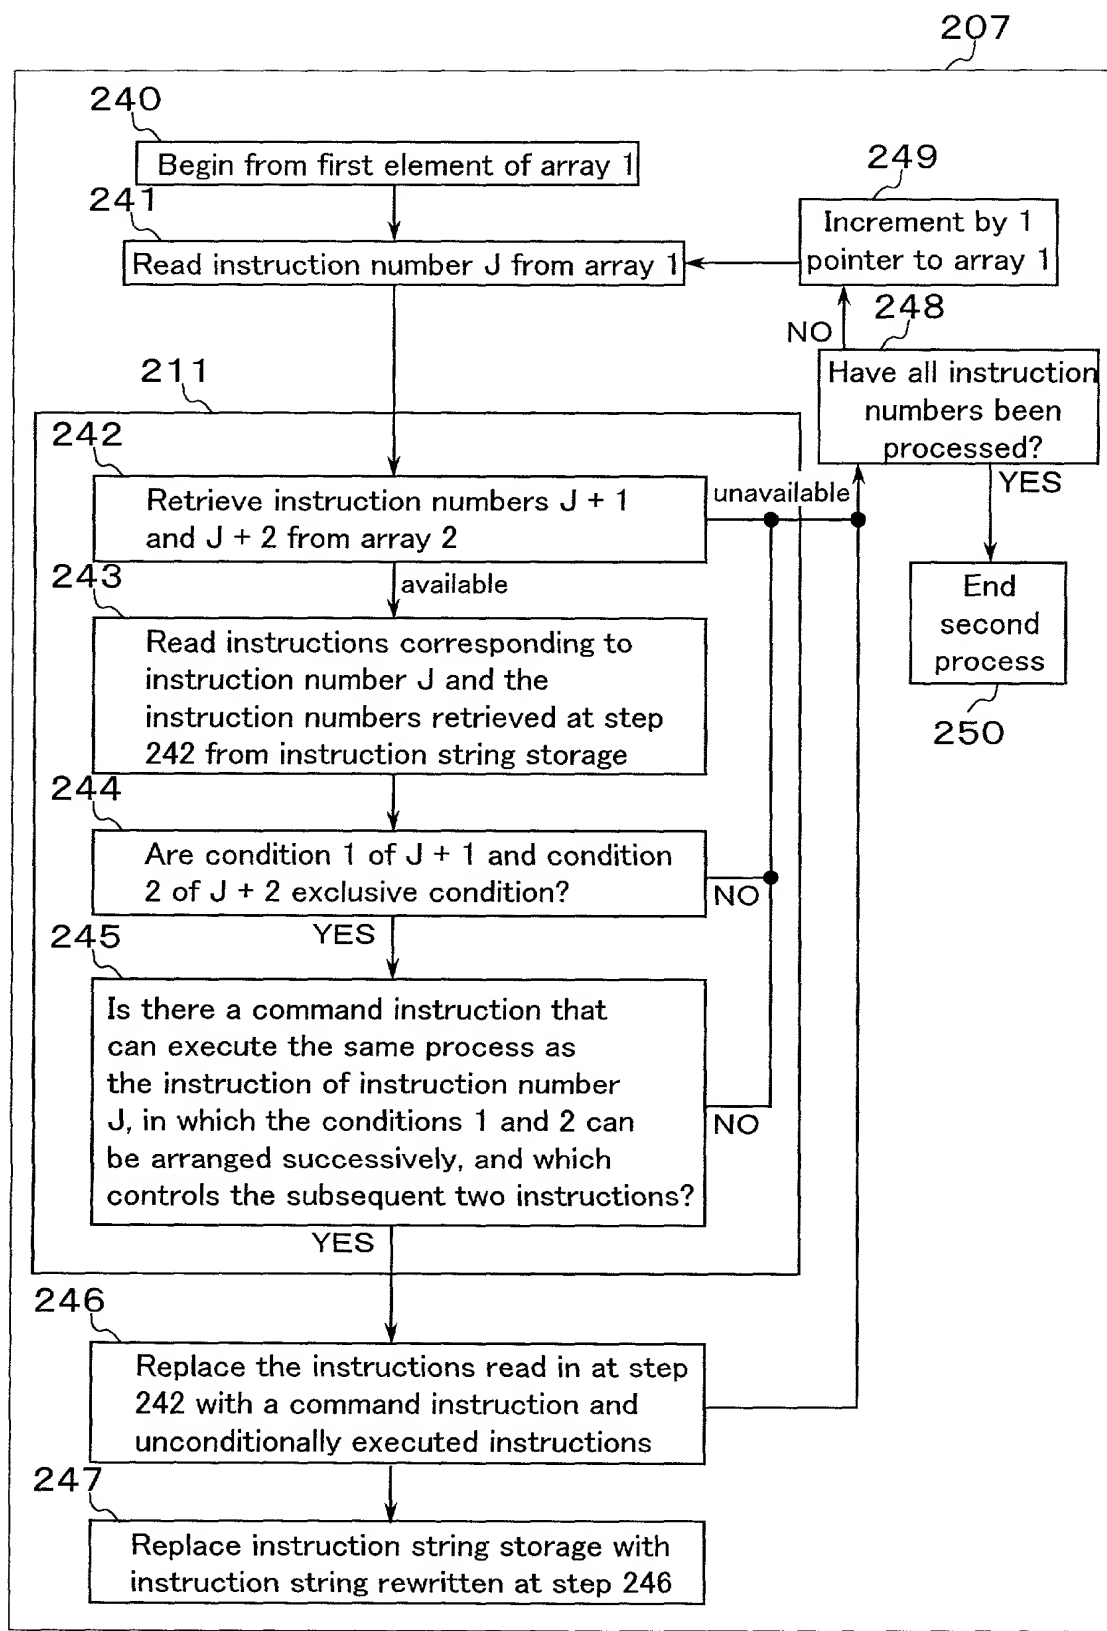 207
240
Begin from first element of array 1
241
Read instruction number J from array 1
249
Increment by 1
pointer to array 1
NO
248
Have all instruction
numbers been
processed?
YES
End
second
process
250
211
242
Retrieve instruction numbers J + 1
and J + 2 from array 2
unavailable
available
243
Read instructions corresponding to
instruction number J and the
instruction numbers retrieved at step
242 from instruction string storage
244
Are condition 1 of J + 1 and condition
2 of J + 2 exclusive condition?
NO
YES
245
Is there a command instruction that
can execute the same process as
the instruction of instruction number
J, in which the conditions 1 and 2 can
be arranged successively, and which
controls the subsequent two instructions?
NO
YES
246
Replace the instructions read in at step
242 with a command instruction and
unconditionally executed instructions
247
Replace instruction string storage with
instruction string rewritten at step 246